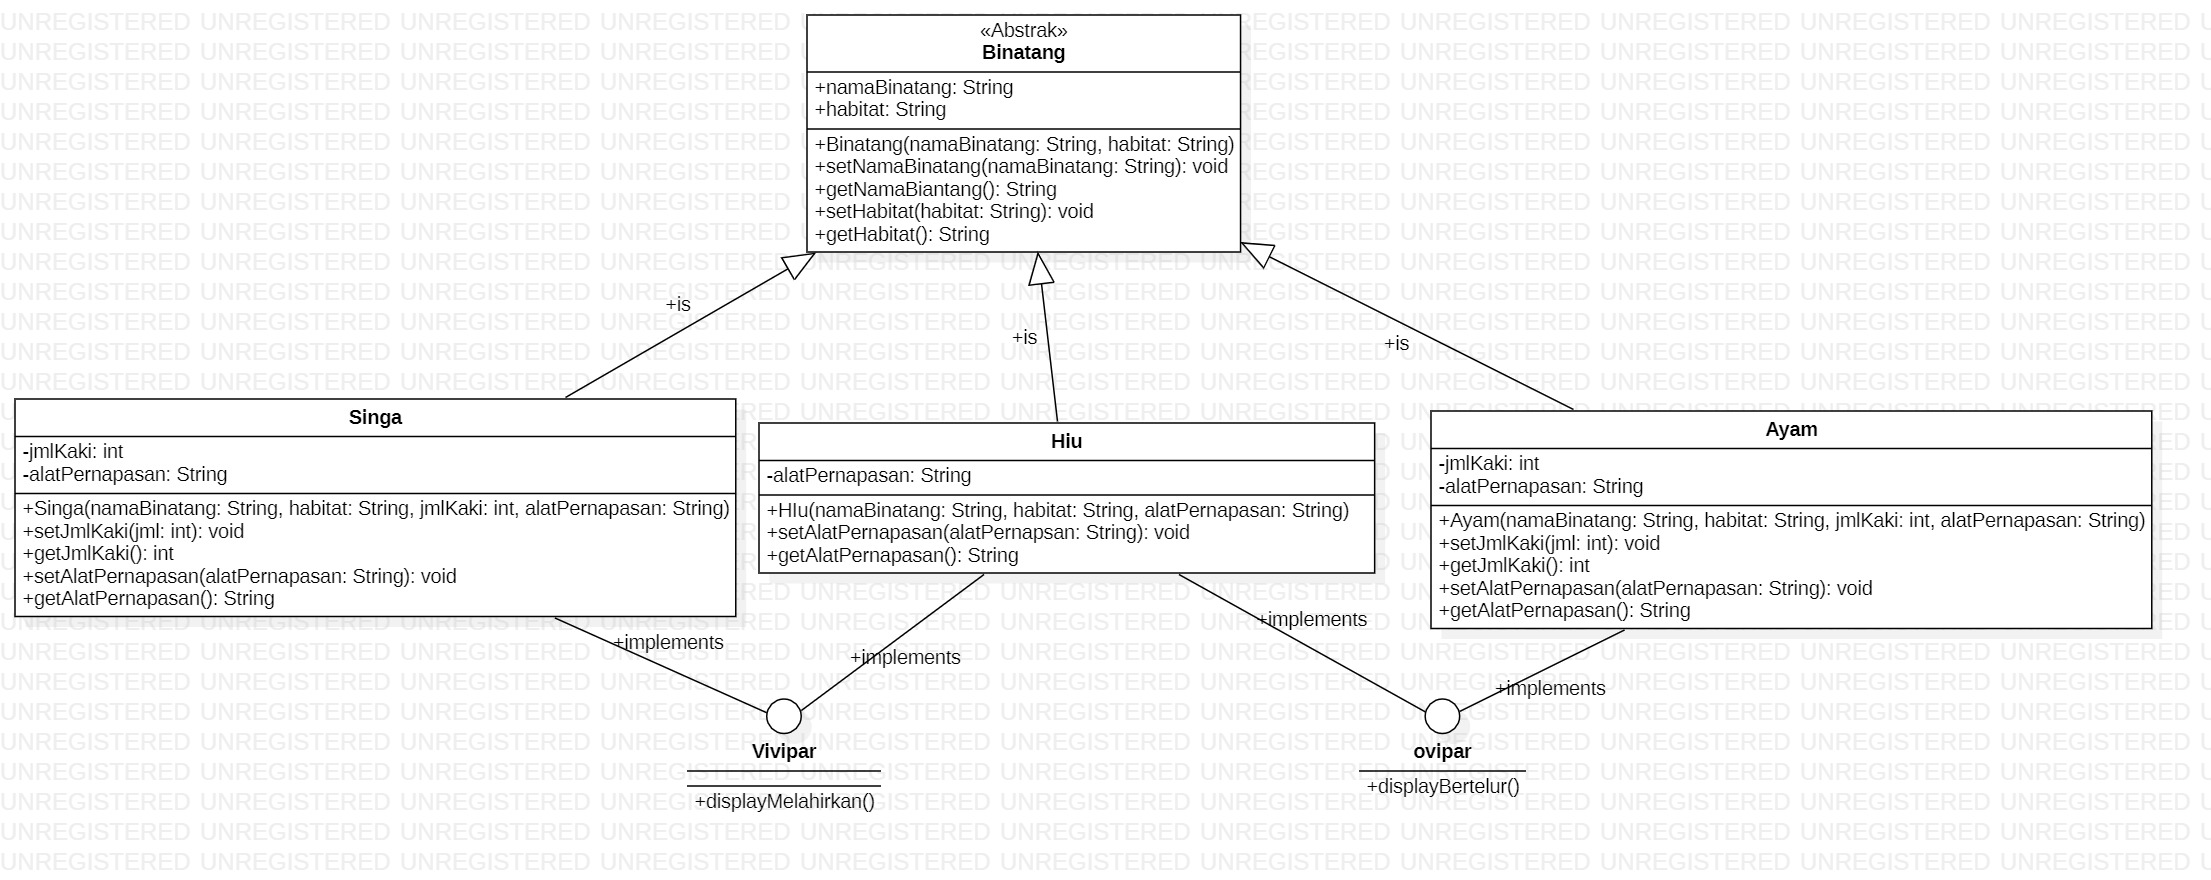 «Abstrak»
Binatang
+namaBinatang: String
+habitat: String
+Binatang(namaBinatang: String, habitat: String)
+setNamaBinatang(namaBinatang: String): void
+getNamaBiantang(): String
+setHabitat(habitat: String): void
+getHabitat(): String
+is
+is
+is
Singa
-jmlKaki: int
-alatPernapasan: String
+Singa(namaBinatang: String, habitat: String, jmlKaki: int, alatPernapasan: String)
+setJmlKaki(jml: int): void
+getJmlKaki(): int
+setAlatPernapasan(alatPernapasan: String): void
+getAlatPernapasan(): String
Hiu
-alatPernapasan: String
+HIu(namaBinatang: String, habitat: String, alatPernapasan: String)
+setAlatPernapasan(alatPernapsan: String): void
+getAlatPernapasan(): String
Ayam
-jmlKaki: int
-alatPernapasan: String
+Ayam(namaBinatang: String, habitat: String, jmlKaki: int, alatPernapasan: String)
+setJmlKaki(jml: int): void
+getJmlKaki(): int
+setAlatPernapasan(alatPernapasan: String): void
+getAlatPernapasan(): String
+implements
+implements
+implements
+implements
Vivipar
+displayMelahirkan()
ovipar
+displayBertelur()
UNREGISTERED